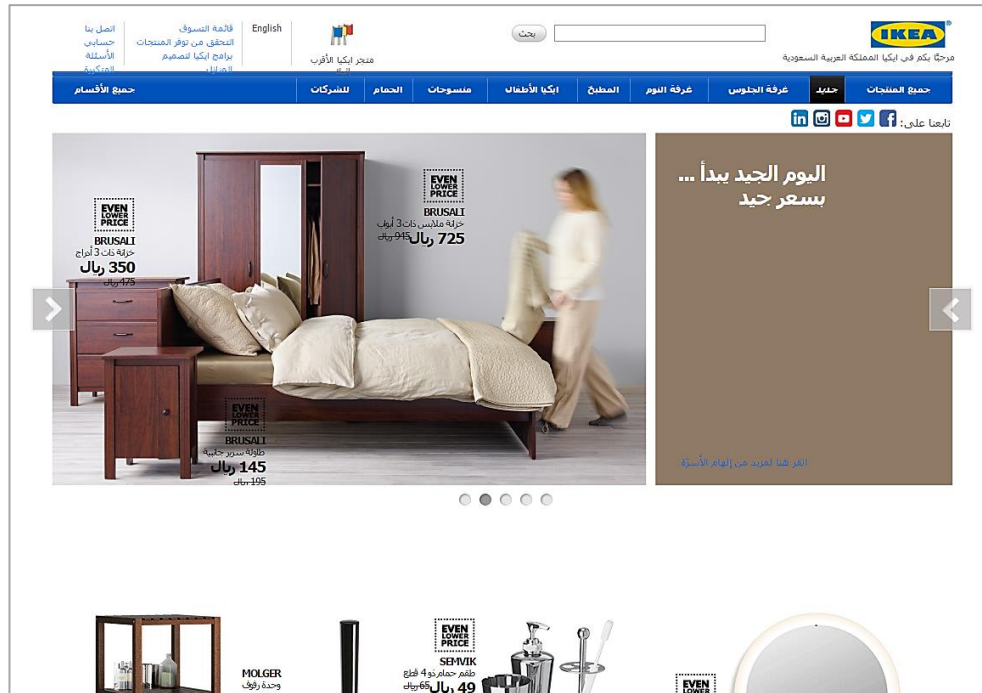 IKEA
مرحبًا بكم في ايكيا المملكة العربية السعودية
بحث
متجر ايكيا الأقرب
English
قائمة التسوق
التحقق من توفر المنتجات
برامج ايكيا لتصميم
المنازل
اتصل بنا
حسابي
الأسئلة
المتكررة
جميع المنتجات
جديد
غرفة الجلوس
غرفة النوم
المطبخ
ايكيا الأطفال
منسوجات
الحمام
للشركات
جميع الأقسام
تابعنا على:
اليوم الجيد يبدأ ...
بسعر جيد
انقر هنا لمزيد من إلهام الأسرّة
EVEN
LOWER
PRICE
BRUSALI
خزانة ملابس ذات 3 أبواب
725 ريال 945 ريال
EVEN
LOWER
PRICE
BRUSALI
خزانة ذات 3 أدراج
350 ريال
475 ريال
EVEN
LOWER
PRICE
BRUSALI
طاولة سرير جانبية
145 ريال
195 ريال
EVEN
LOWER
EVEN
LOWER
PRICE
SEMVIK
طقم حمام ذو 4 قطع
49 ريال 65 ريال
MOLGER
وحدة رفوف